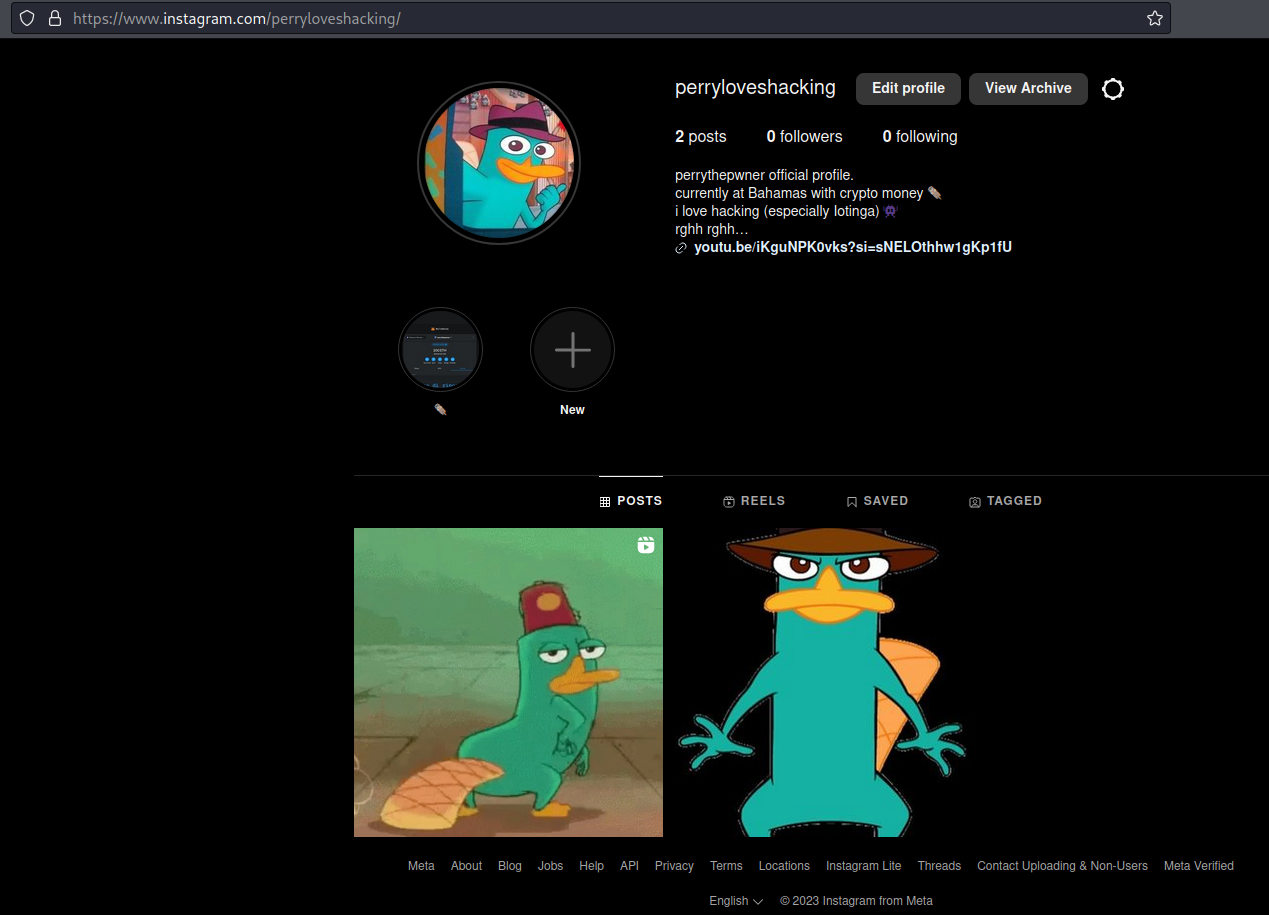 https://www.instagram.com/perryloveshacking/
perryloveshacking Edit profile View Archive
2 posts 0 followers 0 following
perrythepwner official profile.
currently at Bahamas with crypto money 🪙
i love hacking (especially lotinga) 👾
rghh rghh…
youtu.be/iKguNPK0vks?si=sNELOthhw1gKp1fU
New
POSTS REELS SAVED TAGGED
Meta About Blog Jobs Help API Privacy Terms Locations Instagram Lite Threads Contact Uploading & Non-Users Meta Verified
English © 2023 Instagram from Meta